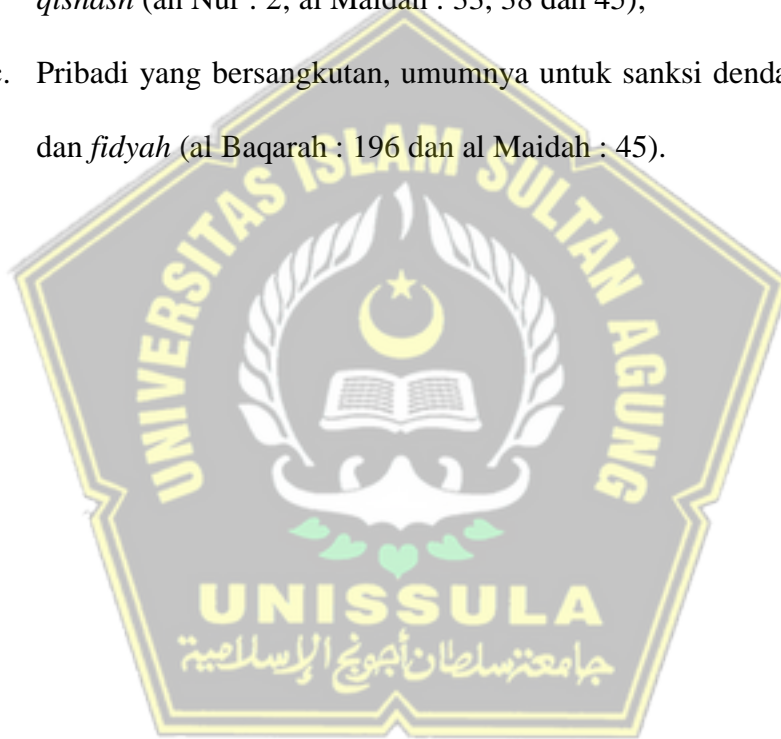 qishash (an Nur : 2, al Maidah : 33, 38 dan 45);
c. Pribadi yang bersangkutan, umumnya untuk sanksi denda
dan fidyah (al Baqarah : 196 dan al Maidah : 45).
UNIVERSITAS ISLAM SULTAN AGUNG
UNISSULA
جامعة سلطان أجونج الإسلامية